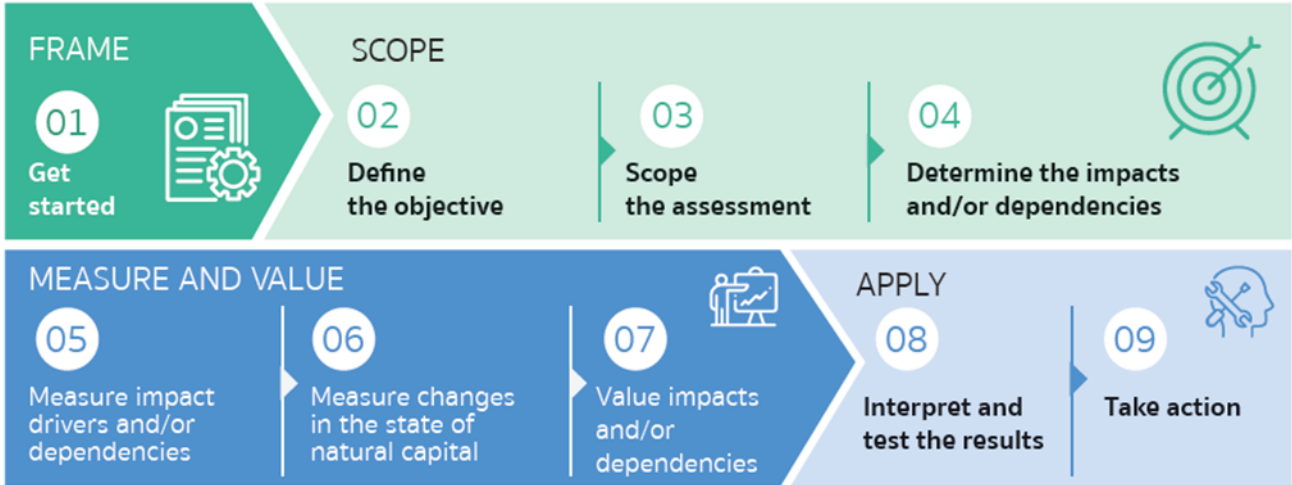 FRAME
01
Get
started
SCOPE
02
Define
the objective
03
Scope
the assessment
04
Determine the impacts
and/or dependencies
MEASURE AND VALUE
05
Measure impact
drivers and/or
dependencies
06
Measure changes
in the state of
natural capital
07
Value impacts
and/or
dependencies
APPLY
08
Interpret and
test the results
09
Take action